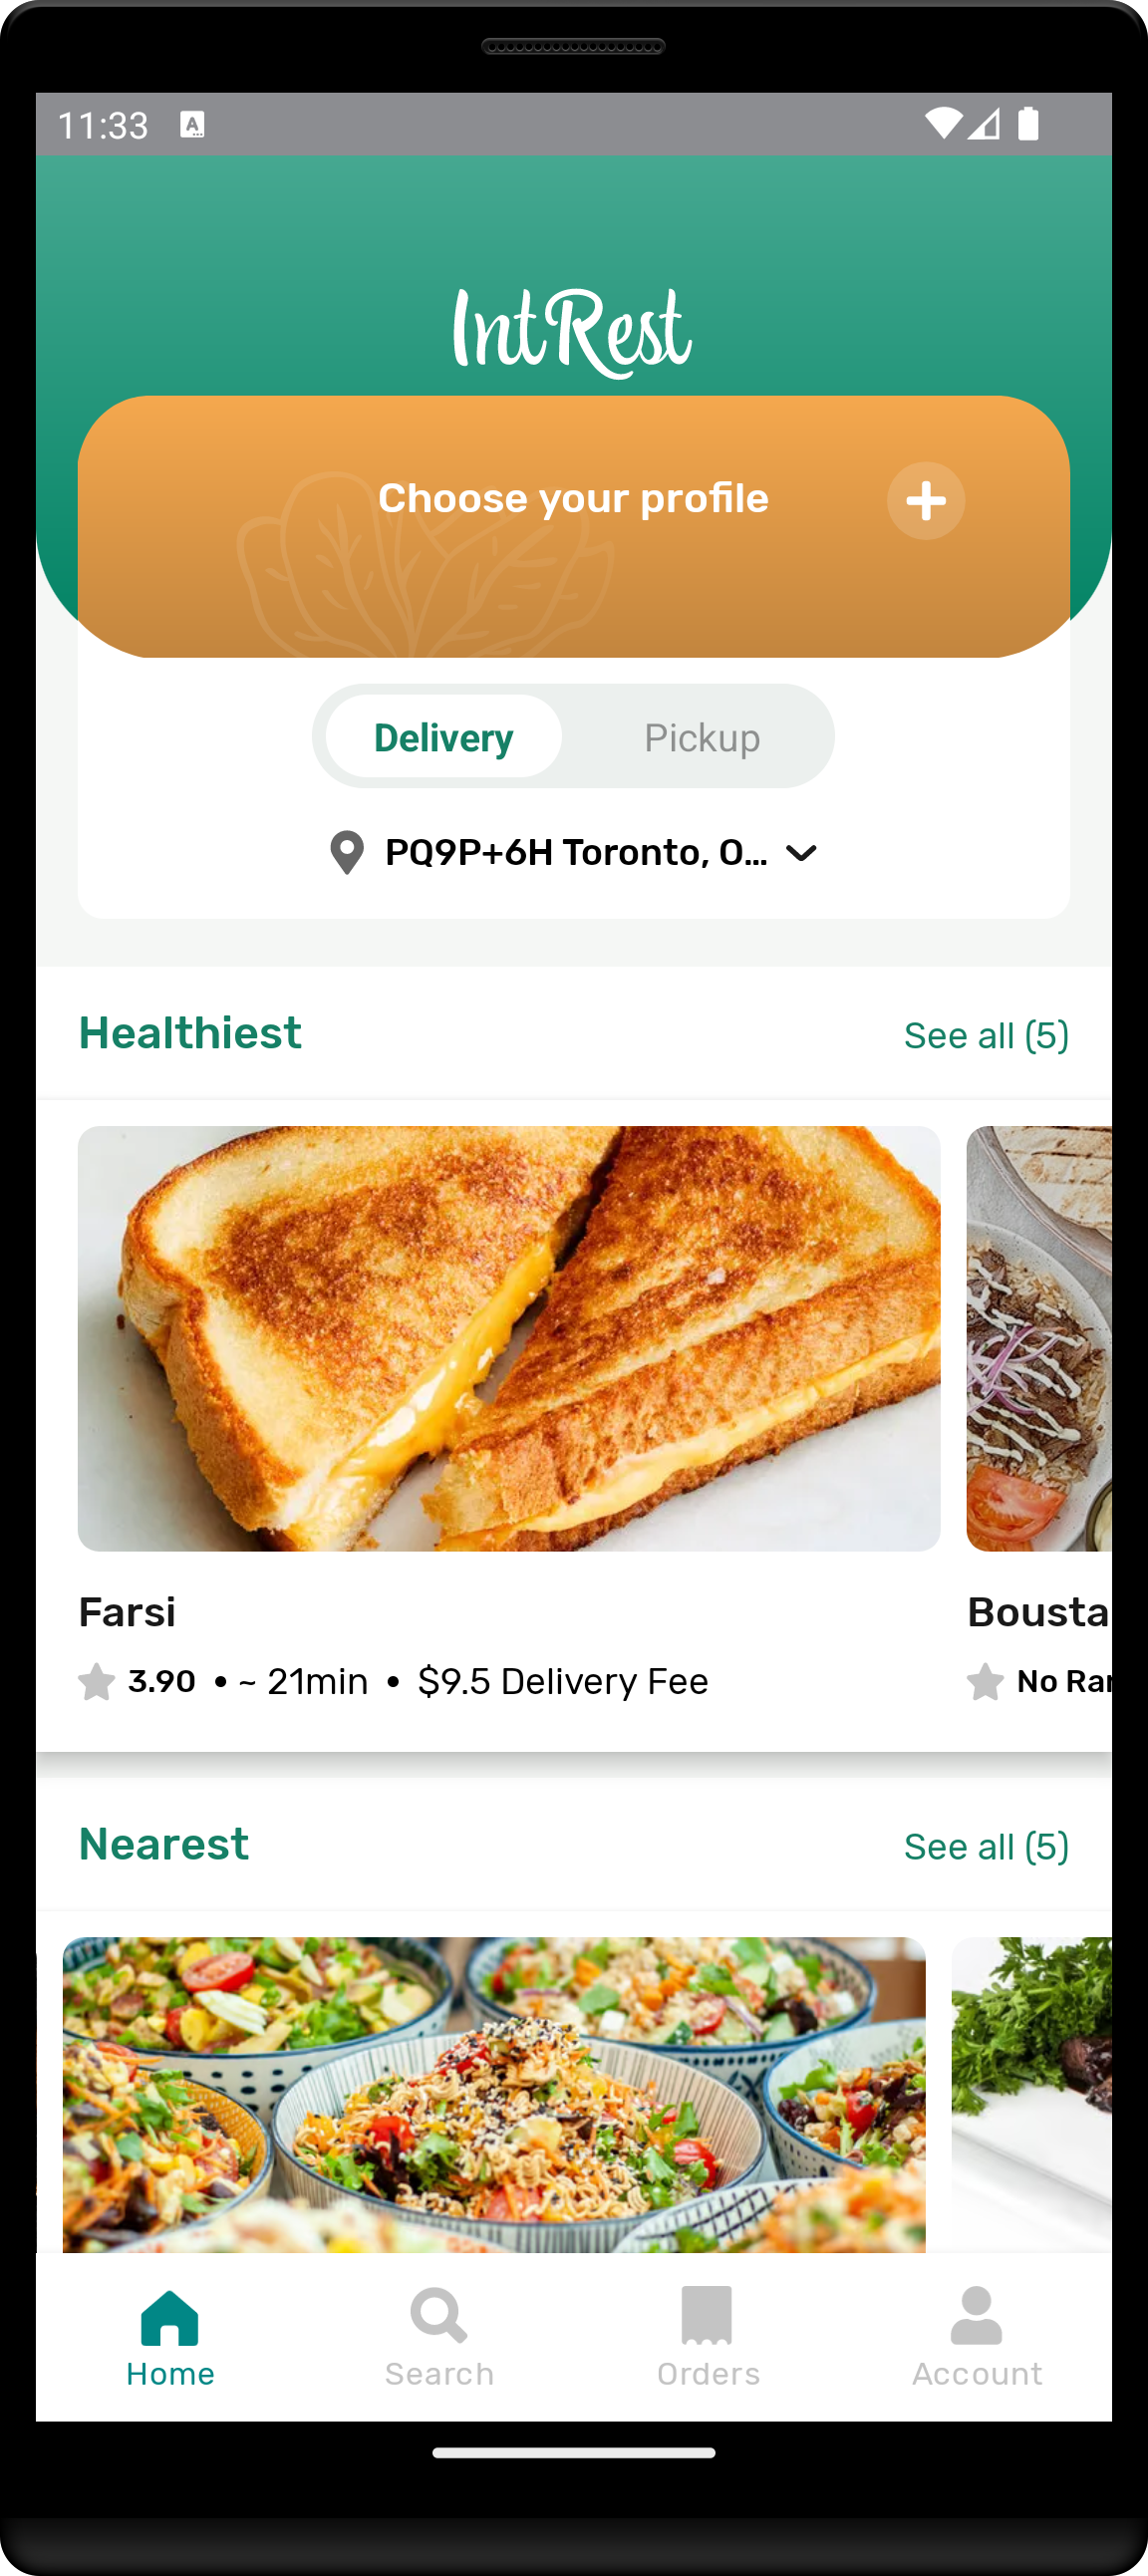 11:33
IntRest
Choose your profile
Delivery Pickup
PQ9P+6H Toronto, O...
Healthiest See all (5)
Farsi Bousta
3.90 • ~ 21min • $9.5 Delivery Fee No Ran
Nearest See all (5)
Home Search Orders Account